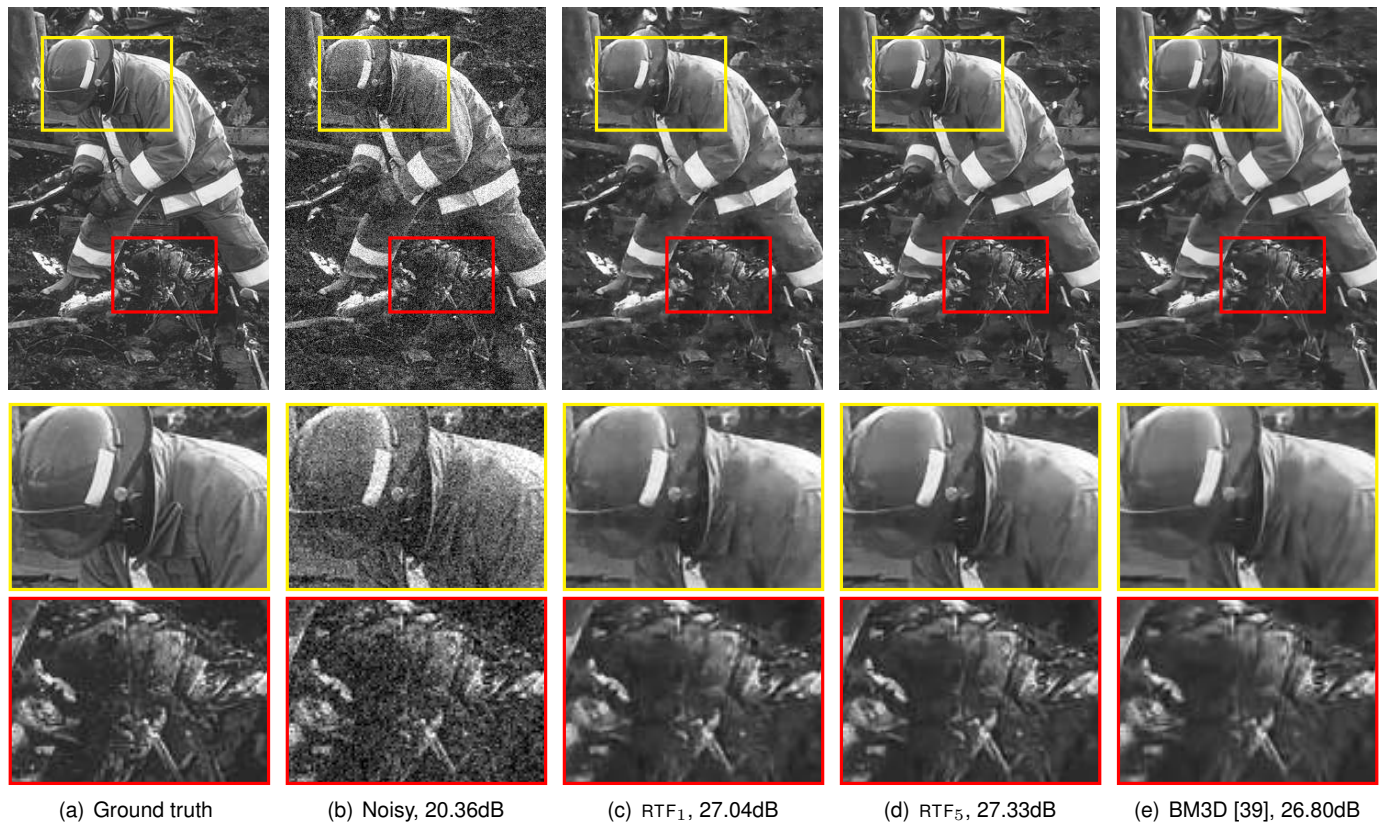 (a) Ground truth
(b) Noisy, 20.36dB
(c) RTF₁, 27.04dB
(d) RTF₅, 27.33dB
(e) BM3D [39], 26.80dB